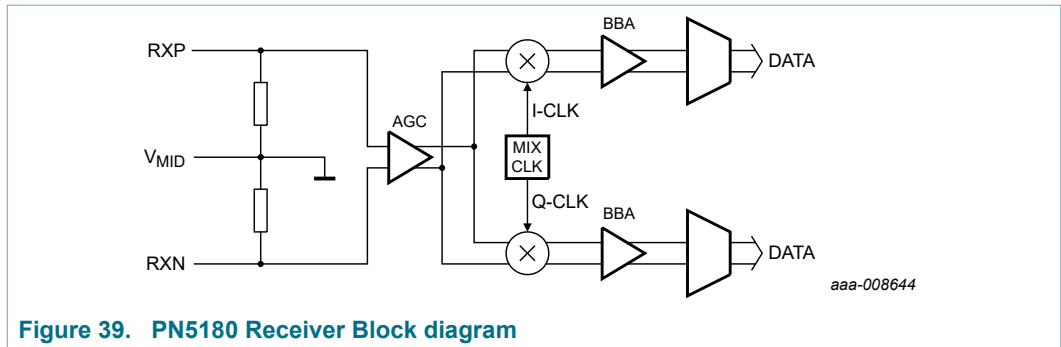 RXP
V MID
RXN
AGC
I-CLK
MIX
CLK
Q-CLK
BBA
DATA
BBA
DATA
aaa-008644
Figure 39. PN5180 Receiver Block diagram